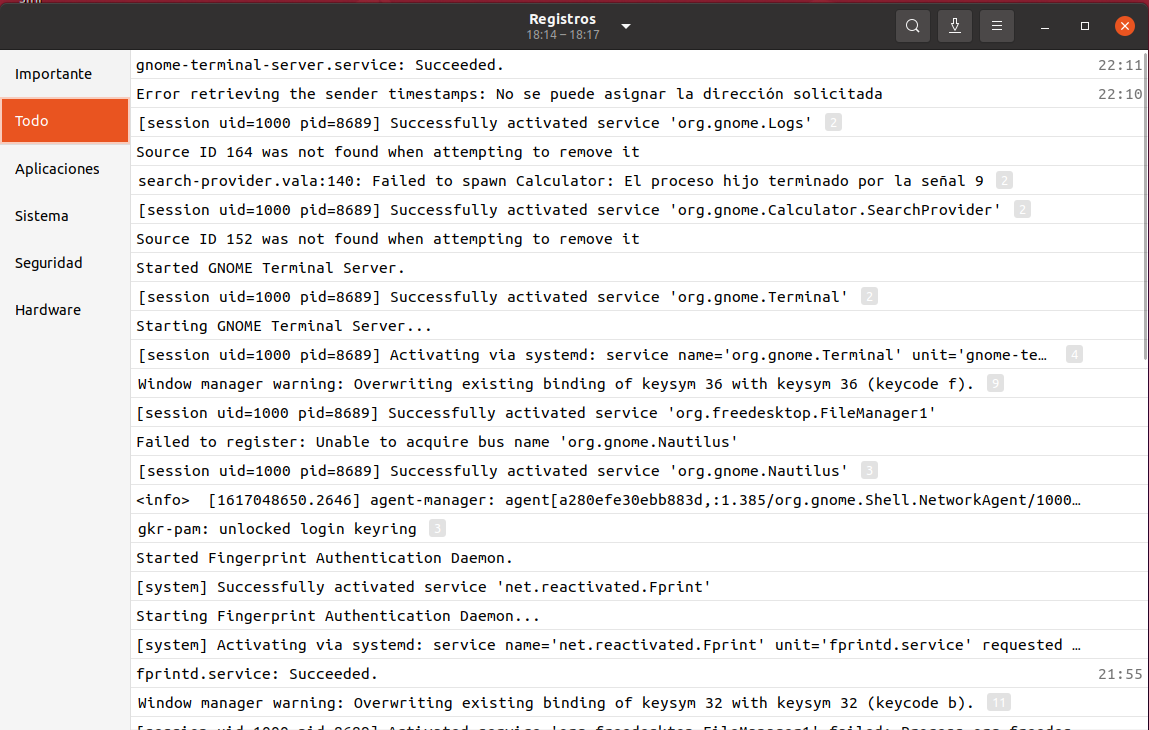 Registros
18:14 – 18:17
Importante
Todo
Aplicaciones
Sistema
Seguridad
Hardware
gnome-terminal-server.service: Succeeded. 22:11
Error retrieving the sender timestamps: No se puede asignar la dirección solicitada 22:10
[session uid=1000 pid=8689] Successfully activated service 'org.gnome.Logs' 2
Source ID 164 was not found when attempting to remove it
search-provider.vala:140: Failed to spawn Calculator: El proceso hijo terminado por la señal 9 2
[session uid=1000 pid=8689] Successfully activated service 'org.gnome.Calculator.SearchProvider' 2
Source ID 152 was not found when attempting to remove it
Started GNOME Terminal Server.
[session uid=1000 pid=8689] Successfully activated service 'org.gnome.Terminal' 2
Starting GNOME Terminal Server...
[session uid=1000 pid=8689] Activating via systemd: service name='org.gnome.Terminal' unit='gnome-te… 4
Window manager warning: Overwriting existing binding of keysym 36 with keysym 36 (keycode f). 9
[session uid=1000 pid=8689] Successfully activated service 'org.freedesktop.FileManager1'
Failed to register: Unable to acquire bus name 'org.gnome.Nautilus'
[session uid=1000 pid=8689] Successfully activated service 'org.gnome.Nautilus' 3
<info>  [1617048650.2646] agent-manager: agent[a280efe30ebb883d,:1.385/org.gnome.Shell.NetworkAgent/1000…
gkr-pam: unlocked login keyring 3
Started Fingerprint Authentication Daemon.
[system] Successfully activated service 'net.reactivated.Fprint'
Starting Fingerprint Authentication Daemon...
[system] Activating via systemd: service name='net.reactivated.Fprint' unit='fprintd.service' requested …
fprintd.service: Succeeded. 21:55
Window manager warning: Overwriting existing binding of keysym 32 with keysym 32 (keycode b). 11